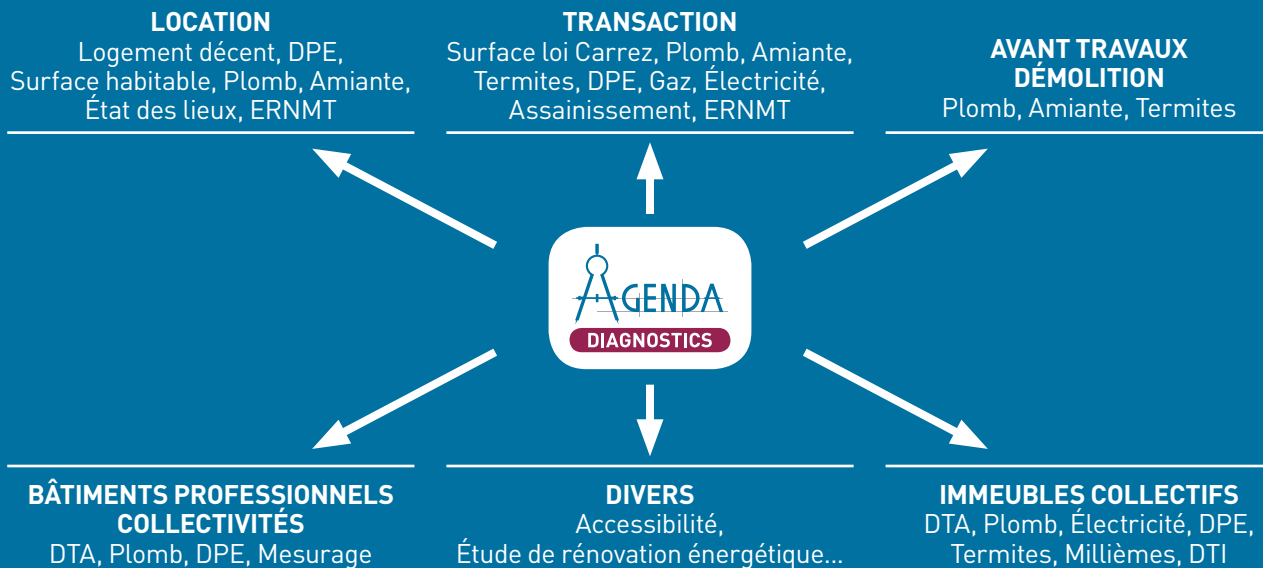 LOCATION
Logement décent, DPE,
Surface habitable, Plomb, Amiante,
État des lieux, ERNMT
TRANSACTION
Surface loi Carrez, Plomb, Amiante,
Termites, DPE, Gaz, Électricité,
Assainissement, ERNMT
AVANT TRAVAUX
DÉMOLITION
Plomb, Amiante, Termites
AGENDA
DIAGNOSTICS
BÂTIMENTS PROFESSIONNELS
COLLECTIVITÉS
DTA, Plomb, DPE, Mesurage
DIVERS
Accessibilité,
Étude de rénovation énergétique...
IMMEUBLES COLLECTIFS
DTA, Plomb, Électricité, DPE,
Termites, Millièmes, DTI